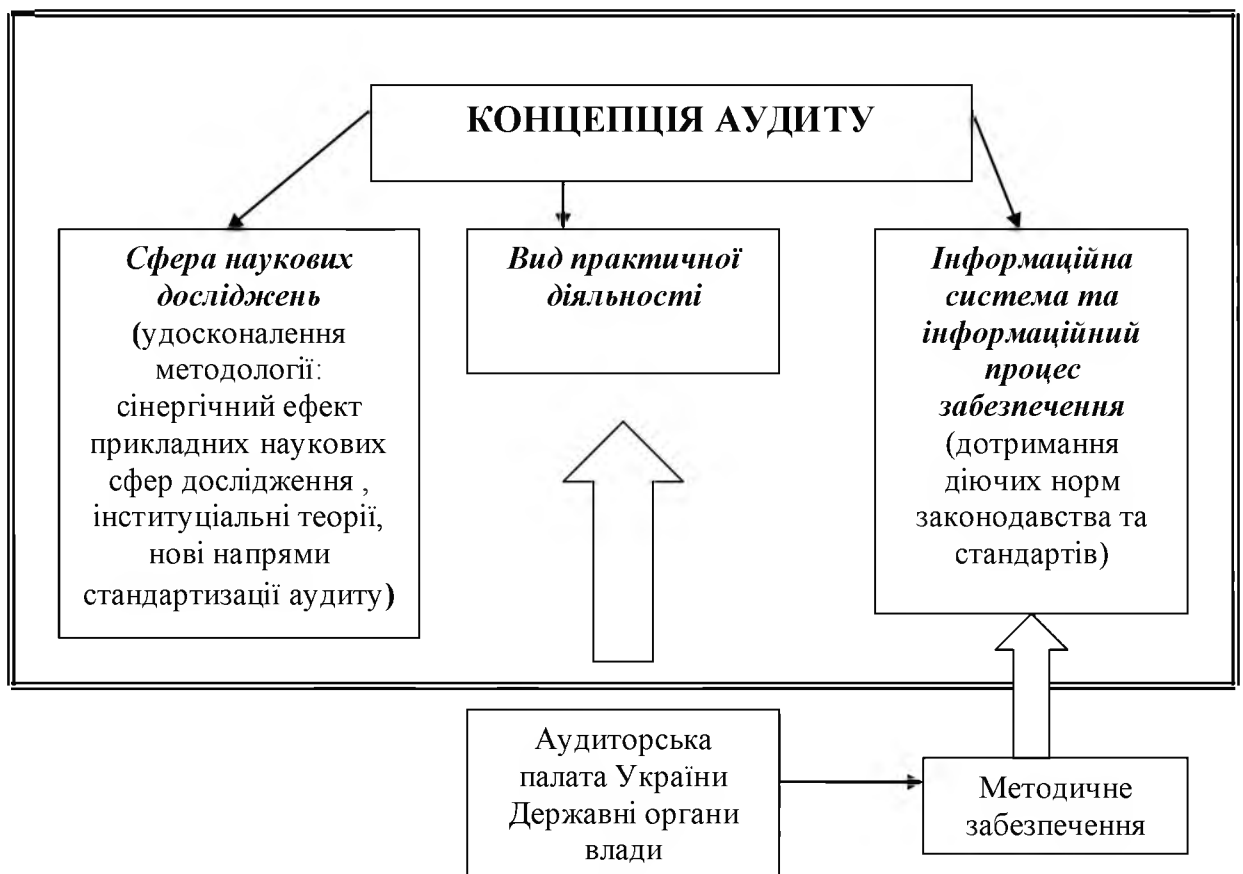 КОНЦЕПЦІЯ АУДИТУ
Сфера наукових
досліджень
(удосконалення
методології:
сінергічний ефект
прикладних наукових
сфер дослідження ,
інституціальні теорії,
нові напрями
стандартизації аудиту)
Вид практичної
діяльності
Інформаційна
система та
інформаційний
процес
забезпечення
(дотримання
діючих норм
законодавства та
стандартів)
Аудиторська
палата України
Державні органи
влади
Методичне
забезпечення